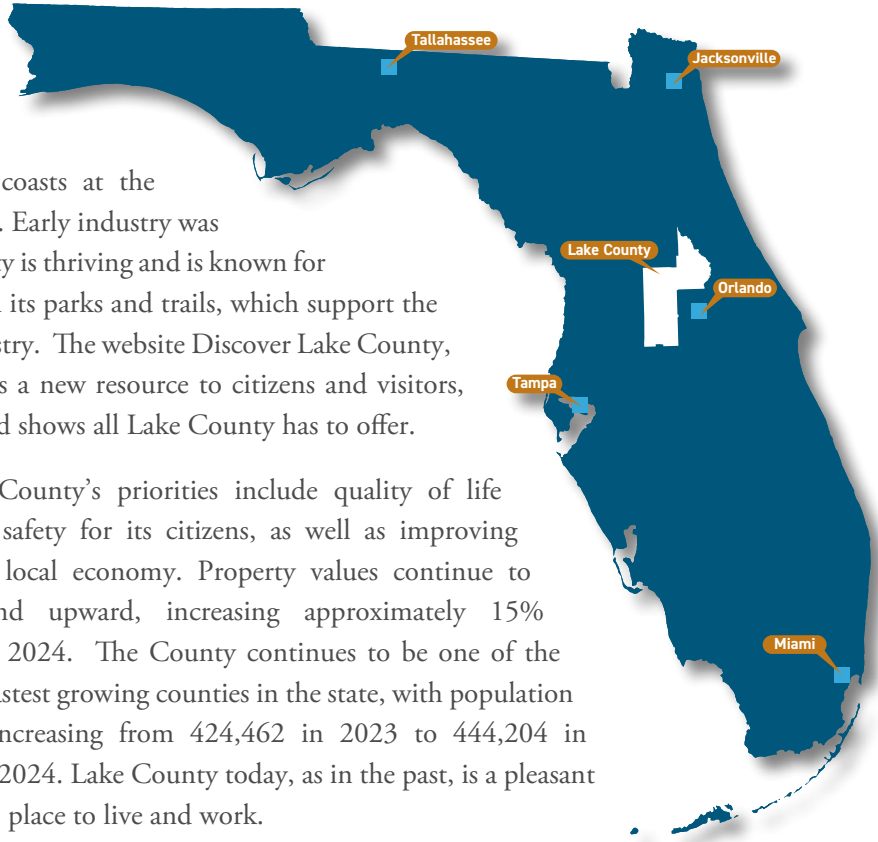 Tallahassee
Jacksonville
coasts at the
. Early industry was
ty is thriving and is known for
its parks and trails, which support the
stry. The website Discover Lake County,
s a new resource to citizens and visitors,
d shows all Lake County has to offer.
Lake County
Orlando
Tampa
County’s priorities include quality of life
safety for its citizens, as well as improving
local economy. Property values continue to
nd upward, increasing approximately 15%
2024. The County continues to be one of the
astest growing counties in the state, with population
ncreasing from 424,462 in 2023 to 444,204 in
2024. Lake County today, as in the past, is a pleasant
place to live and work.
Miami